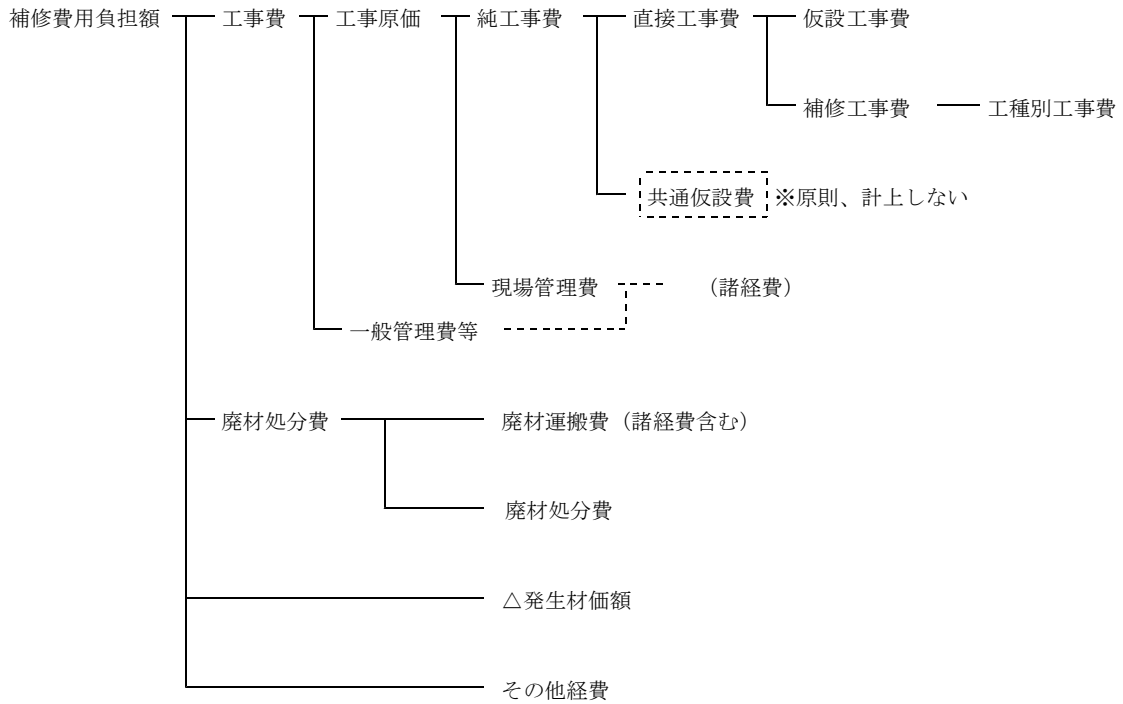 補修費用負担額 工事費 工事原価 純工事費 直接工事費 仮設工事費
補修工事費 工種別工事費
共通仮設費 ※原則、計上しない
現場管理費 （諸経費）
一般管理費等
廃材処分費 廃材運搬費（諸経費含む）
廃材処分費
△発生材価額
その他経費